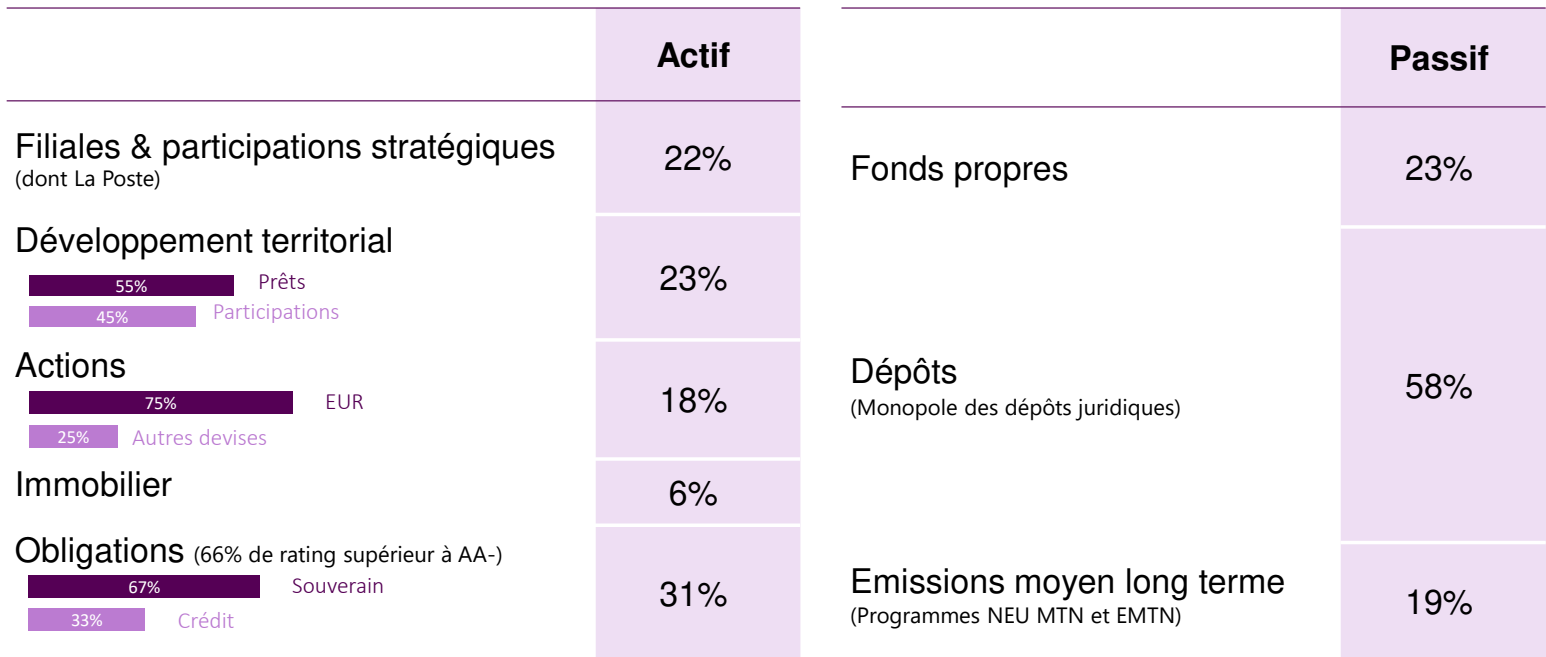 Actif
Filiales & participations stratégiques
(dont La Poste)
22%
Développement territorial
55%
Prêts
45%
Participations
23%
Actions
75%
EUR
25%
Autres devises
18%
Immobilier
6%
Obligations (66% de rating supérieur à AA-)
67%
Souverain
33%
Crédit
31%
Passif
Fonds propres
23%
Dépôts
(Monopole des dépôts juridiques)
58%
Emissions moyen long terme
(Programmes NEU MTN et EMTN)
19%